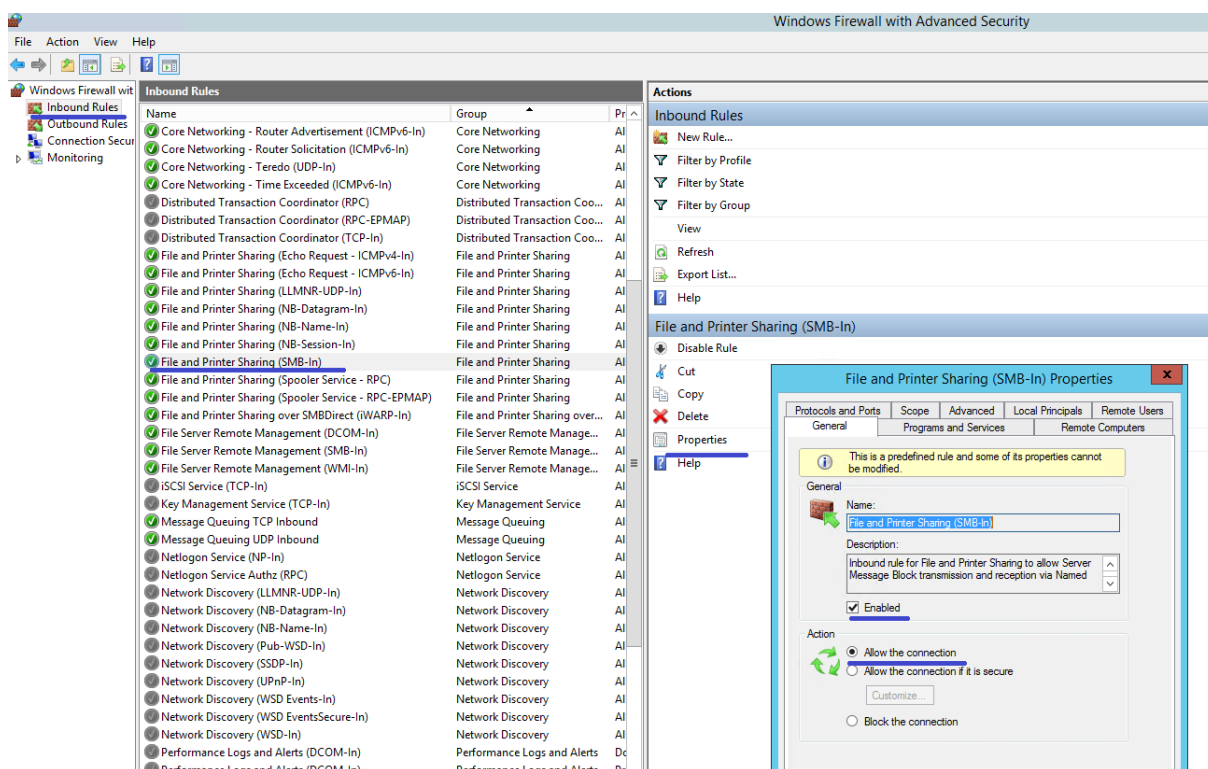 Windows Firewall with Advanced Security
File Action View Help
Windows Firewall wit
Inbound Rules
Outbound Rules
Connection Secur
Monitoring
Inbound Rules
Name Group Pr
Core Networking - Router Advertisement (ICMPv6-In) Core Networking Al
Core Networking - Router Solicitation (ICMPv6-In) Core Networking Al
Core Networking - Teredo (UDP-In) Core Networking Al
Core Networking - Time Exceeded (ICMPv6-In) Core Networking Al
Distributed Transaction Coordinator (RPC) Distributed Transaction Coo... Al
Distributed Transaction Coordinator (RPC-EPMAP) Distributed Transaction Coo... Al
Distributed Transaction Coordinator (TCP-In) Distributed Transaction Coo... Al
File and Printer Sharing (Echo Request - ICMPv4-In) File and Printer Sharing Al
File and Printer Sharing (Echo Request - ICMPv6-In) File and Printer Sharing Al
File and Printer Sharing (LLMNR-UDP-In) File and Printer Sharing Al
File and Printer Sharing (NB-Datagram-In) File and Printer Sharing Al
File and Printer Sharing (NB-Name-In) File and Printer Sharing Al
File and Printer Sharing (NB-Session-In) File and Printer Sharing Al
File and Printer Sharing (SMB-In) File and Printer Sharing Al
File and Printer Sharing (Spooler Service - RPC) File and Printer Sharing Al
File and Printer Sharing (Spooler Service - RPC-EPMAP) File and Printer Sharing Al
File and Printer Sharing over SMBDirect (iWARP-In) File and Printer Sharing over... Al
File Server Remote Management (DCOM-In) File Server Remote Manage... Al
File Server Remote Management (SMB-In) File Server Remote Manage... Al
File Server Remote Management (WMI-In) File Server Remote Manage... Al
iSCSI Service (TCP-In) iSCSI Service Al
Key Management Service (TCP-In) Key Management Service Al
Message Queuing TCP Inbound Message Queuing Al
Message Queuing UDP Inbound Message Queuing Al
Netlogon Service (NP-In) Netlogon Service Al
Netlogon Service Authz (RPC) Netlogon Service Al
Network Discovery (LLMNR-UDP-In) Network Discovery Al
Network Discovery (NB-Datagram-In) Network Discovery Al
Network Discovery (NB-Name-In) Network Discovery Al
Network Discovery (Pub-WSD-In) Network Discovery Al
Network Discovery (SSDP-In) Network Discovery Al
Network Discovery (UPnP-In) Network Discovery Al
Network Discovery (WSD Events-In) Network Discovery Al
Network Discovery (WSD EventsSecure-In) Network Discovery Al
Network Discovery (WSD-In) Network Discovery Al
Performance Logs and Alerts (DCOM-In) Performance Logs and Alerts Do
Actions
Inbound Rules
New Rule...
Filter by Profile
Filter by State
Filter by Group
View
Refresh
Export List...
Help
File and Printer Sharing (SMB-In)
Disable Rule
Cut
Copy
Delete
Properties
Help
File and Printer Sharing (SMB-In) Properties
x
Protocols and Ports Scope Advanced Local Principals Remote Users
General Programs and Services Remote Computers
This is a predefined rule and some of its properties cannot
be modified.
General
Name:
File and Printer Sharing (SMB-In)
Description:
Inbound rule for File and Printer Sharing to allow Server
Message Block transmission and reception via Named
Enabled
Action
Allow the connection
Allow the connection if it is secure
Customize...
Block the connection